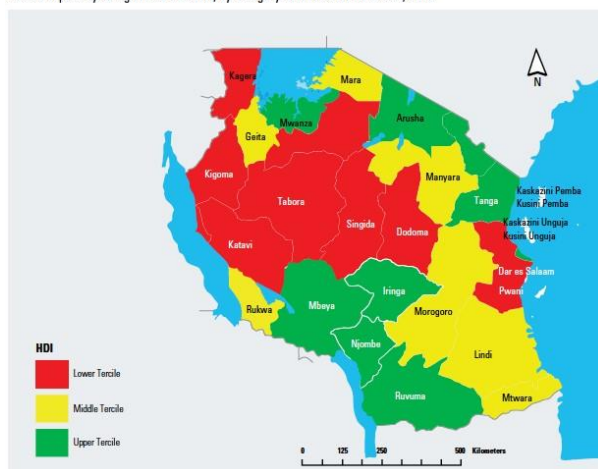 Kagera
Mara
N
Mwanza
Arusha
Geita
Kigoma
Manyara
Kaskazini Pemba
Kusini Pemba
Tabora
Tanga
Singida
Dodoma
Kaskazini Unguja
Kusini Unguja
Katavi
Dar es Salaam
Pwani
Iringa
Mbeya
Rukwa
Morogoro
Njombe
Lindi
HDI
Lower Tercile
Ruvuma
Mtwara
Middle Tercile
Upper Tercile
0 125 250 500 Kilometers